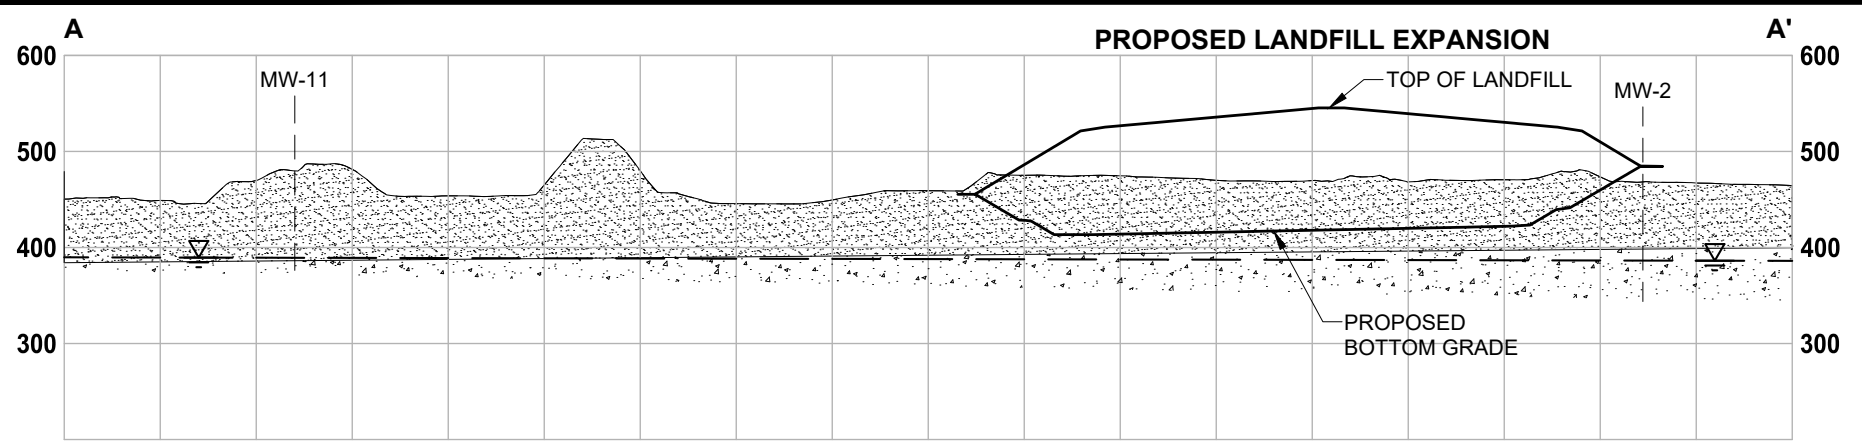 A
A'
PROPOSED LANDFILL EXPANSION
600
600
MW-11
TOP OF LANDFILL
MW-2
500
500
400
400
300
300
PROPOSED
BOTTOM GRADE